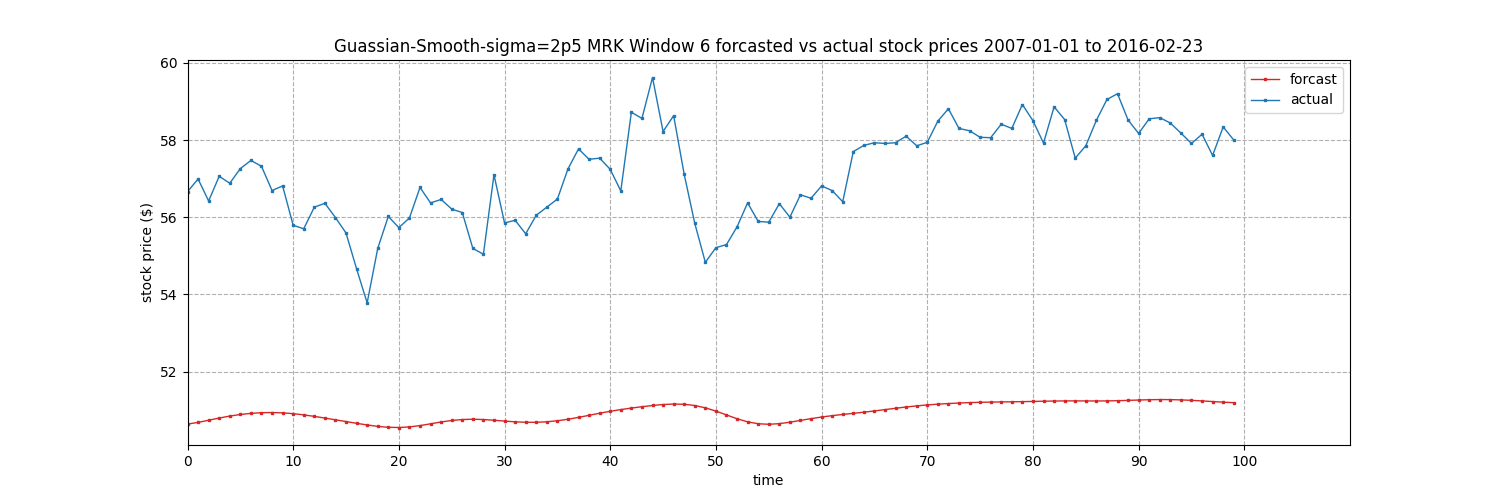 Guassian-Smooth-sigma=2p5 MRK Window 6 forcasted vs actual stock prices 2007-01-01 to 2016-02-23
forcast
actual
stock price ($)
60
58
56
54
52
0 10 20 30 40 50 60 70 80 90 100
time